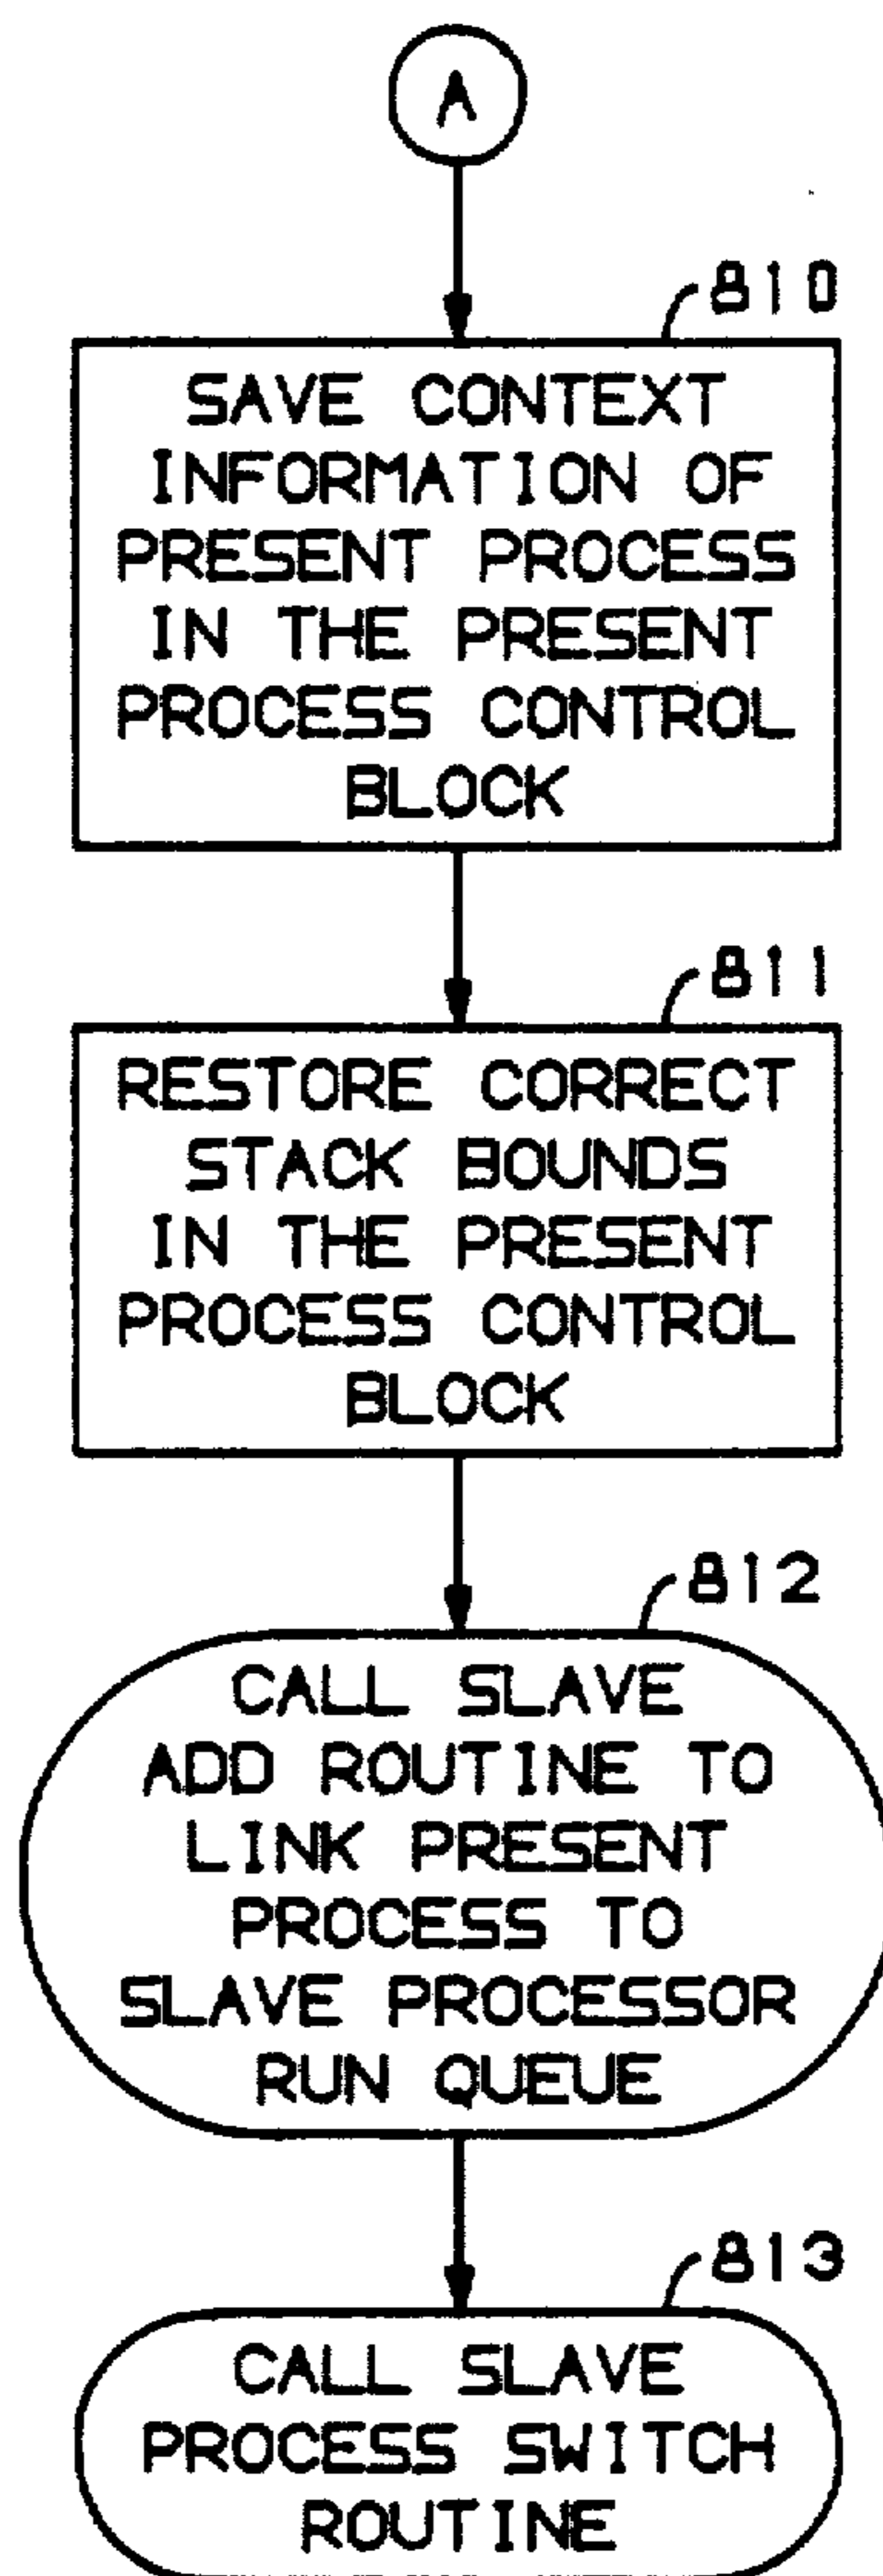 A
810
SAVE CONTEXT
INFORMATION OF
PRESENT PROCESS
IN THE PRESENT
PROCESS CONTROL
BLOCK
811
RESTORE CORRECT
STACK BOUNDS
IN THE PRESENT
PROCESS CONTROL
BLOCK
812
CALL SLAVE
ADD ROUTINE TO
LINK PRESENT
PROCESS TO
SLAVE PROCESSOR
RUN QUEUE
813
CALL SLAVE
PROCESS SWITCH
ROUTINE